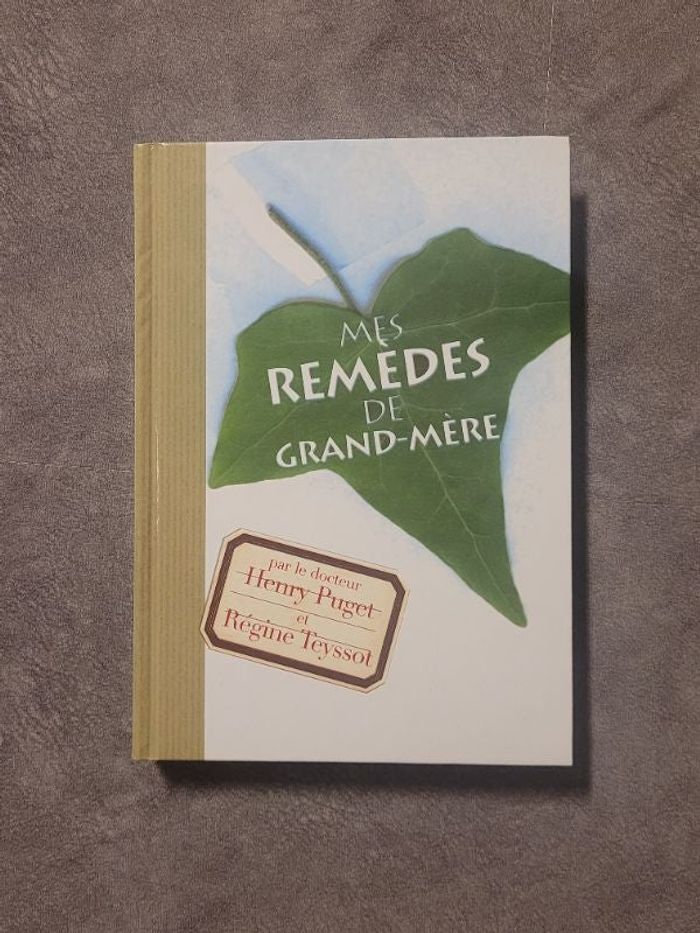 MES
REMÈDES
DE
GRAND-MÈRE
par le docteur
Henry Puget
et
Régine Teyssot